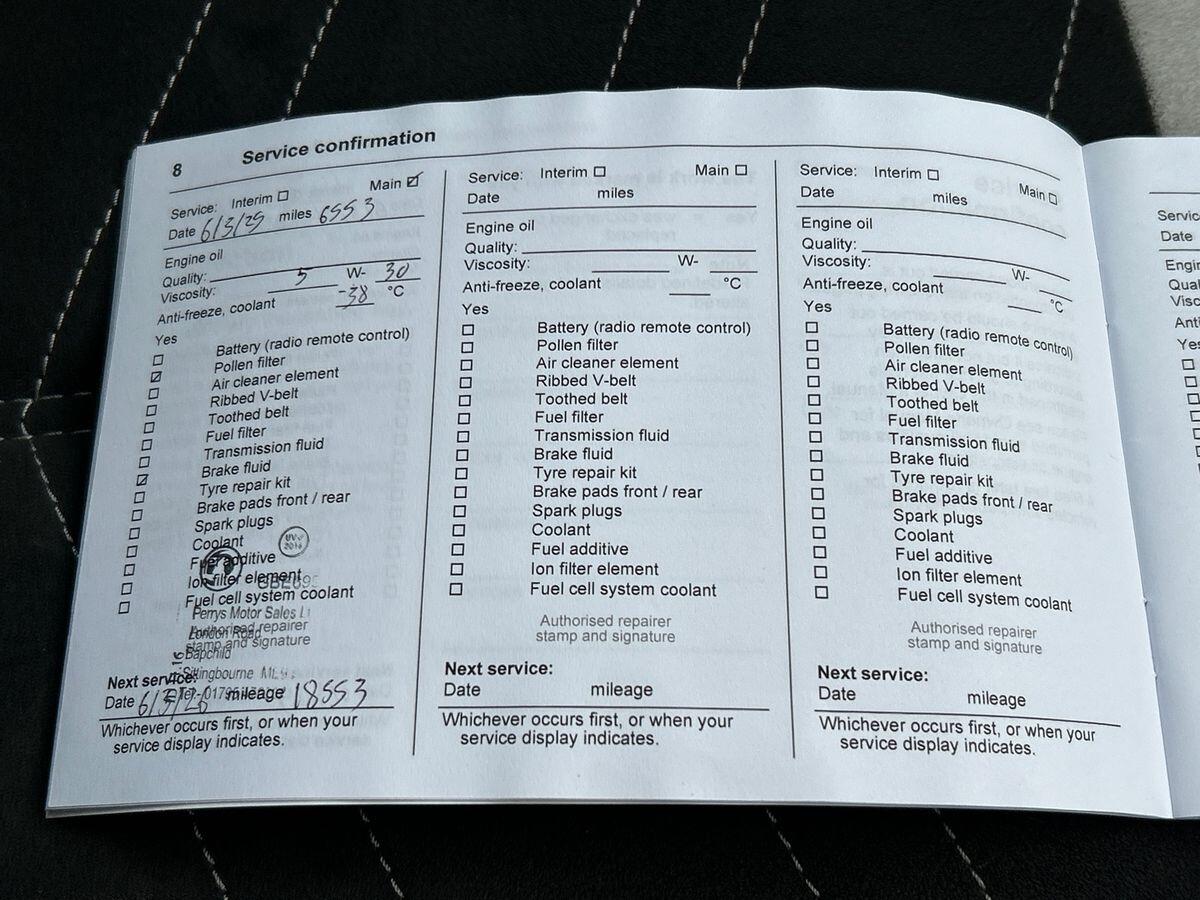 8 Service confirmation
Service: Interim ☐ Main ☑
Date 6/3/25 miles 6553
Engine oil
Quality:
Viscosity: 5 W- 30
Anti-freeze, coolant -38 °C
Yes
☐ Battery (radio remote control)
☑ Pollen filter
☐ Air cleaner element
☐ Ribbed V-belt
☐ Toothed belt
☐ Fuel filter
☐ Transmission fluid
☑ Brake fluid
☐ Tyre repair kit
☐ Brake pads front / rear
☐ Spark plugs
☐ Coolant
☐ Fuel additive
☐ Ion filter element
☐ Fuel cell system coolant
UV
2016
Perrys Motor Sales
London Road
Bapchild
Sittingbourne
Authorised repairer
stamp and signature
Next service:
Date 6/3/26 mileage 18553
Whichever occurs first, or when your
service display indicates.
Service: Interim ☐ Main ☐
Date miles
Engine oil
Quality:
Viscosity: W-
Anti-freeze, coolant °C
Yes
☐ Battery (radio remote control)
☐ Pollen filter
☐ Air cleaner element
☐ Ribbed V-belt
☐ Toothed belt
☐ Fuel filter
☐ Transmission fluid
☐ Brake fluid
☐ Tyre repair kit
☐ Brake pads front / rear
☐ Spark plugs
☐ Coolant
☐ Fuel additive
☐ Ion filter element
☐ Fuel cell system coolant
Authorised repairer
stamp and signature
Next service:
Date mileage
Whichever occurs first, or when your
service display indicates.
Service: Interim ☐ Main ☐
Date miles
Engine oil
Quality:
Viscosity: W-
Anti-freeze, coolant °C
Yes
☐ Battery (radio remote control)
☐ Pollen filter
☐ Air cleaner element
☐ Ribbed V-belt
☐ Toothed belt
☐ Fuel filter
☐ Transmission fluid
☐ Brake fluid
☐ Tyre repair kit
☐ Brake pads front / rear
☐ Spark plugs
☐ Coolant
☐ Fuel additive
☐ Ion filter element
☐ Fuel cell system coolant
Authorised repairer
stamp and signature
Next service:
Date mileage
Whichever occurs first, or when your
service display indicates.
Date